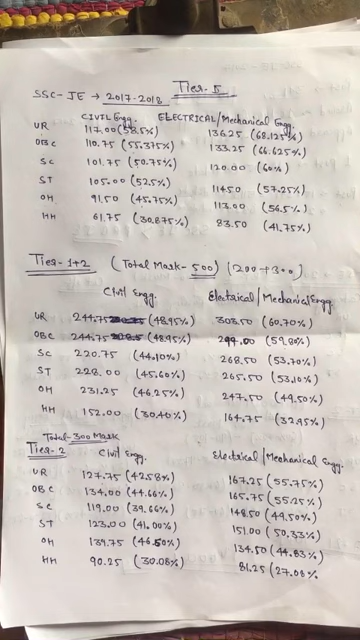 Tier-I
SSC-JE → 2017-2018
CIVIL Engg. ELECTRICAL/Mechanical Engg.
UR 117.00 (58.5%) 136.25 (68.125%)
OBC 110.75 (55.375%) 133.25 (66.625%)
SC 101.75 (50.75%) 120.00 (60%)
ST 105.00 (52.5%) 114.50 (57.25%)
OH 91.50 (45.75%) 113.00 (56.5%)
HH 61.75 (30.875%) 83.50 (41.75%)
Tier-1+2 (Total Mark-500) (200+300)
Civil Engg. Electrical/Mechanical Engg.
UR 244.75 (48.95%) 303.50 (60.70%)
OBC 244.75 (48.95%) 299.00 (59.80%)
SC 220.75 (44.10%) 268.50 (53.70%)
ST 228.00 (45.60%) 265.50 (53.10%)
OH 231.25 (46.25%) 247.50 (49.50%)
HH 152.00 (30.40%) 164.75 (32.95%)
Total-300 Mark
Tier-2 Civil Engg. Electrical/Mechanical Engg.
UR 127.75 (42.58%) 167.25 (55.75%)
OBC 134.00 (44.66%) 165.75 (55.25%)
SC 119.00 (39.66%) 148.50 (49.50%)
ST 123.00 (41.00%) 151.00 (50.33%)
OH 139.75 (46.50%) 134.50 (44.83%)
HH 90.25 (30.08%) 81.25 (27.08%